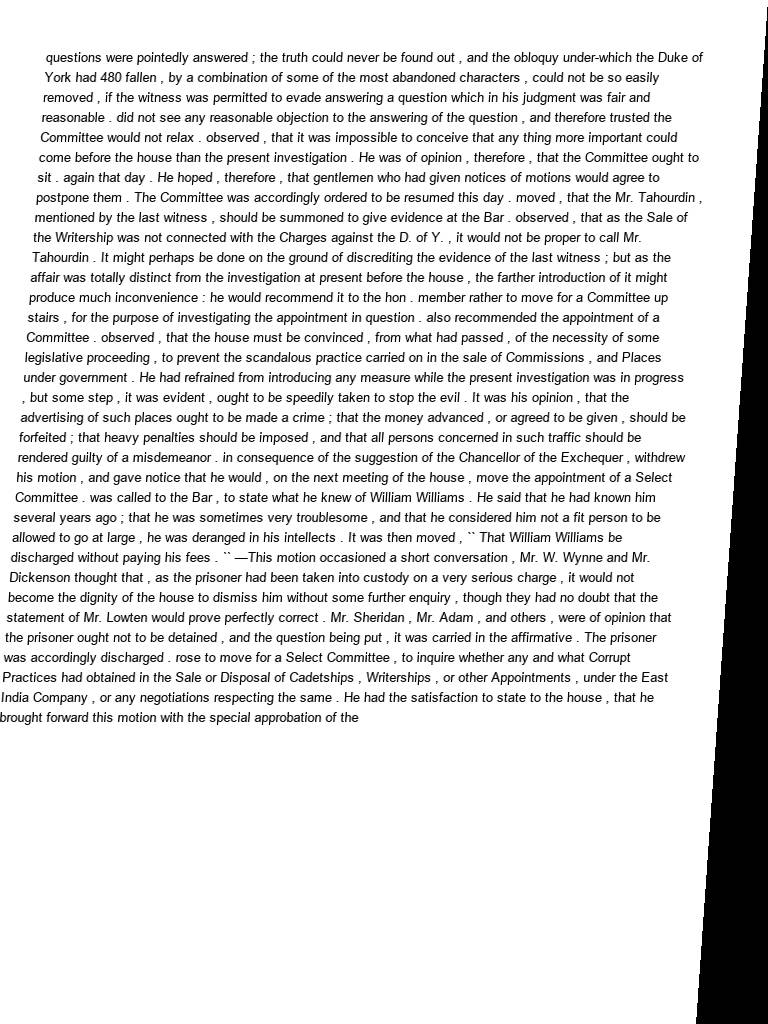 questions were pointedly answered ; the truth could never be found out , and the obloquy under-which the Duke of
York had 480 fallen , by a combination of some of the most abandoned characters , could not be so easily
removed , if the witness was permitted to evade answering a question which in his judgment was fair and
reasonable . did not see any reasonable objection to the answering of the question , and therefore trusted the
Committee would not relax . observed , that it was impossible to conceive that any thing more important could
come before the house than the present investigation . He was of opinion , therefore , that the Committee ought to
sit . again that day . He hoped , therefore , that gentlemen who had given notices of motions would agree to
postpone them . The Committee was accordingly ordered to be resumed this day . moved , that the Mr. Tahourdin ,
mentioned by the last witness , should be summoned to give evidence at the Bar . observed , that as the Sale of
the Writership was not connected with the Charges against the D. of Y. , it would not be proper to call Mr.
Tahourdin . It might perhaps be done on the ground of discrediting the evidence of the last witness ; but as the
affair was totally distinct from the investigation at present before the house , the farther introduction of it might
produce much inconvenience : he would recommend it to the hon . member rather to move for a Committee up
stairs , for the purpose of investigating the appointment in question . also recommended the appointment of a
Committee . observed , that the house must be convinced , from what had passed , of the necessity of some
legislative proceeding , to prevent the scandalous practice carried on in the sale of Commissions , and Places
under government . He had refrained from introducing any measure while the present investigation was in progress
, but some step , it was evident , ought to be speedily taken to stop the evil . It was his opinion , that the
advertising of such places ought to be made a crime ; that the money advanced , or agreed to be given , should be
forfeited ; that heavy penalties should be imposed , and that all persons concerned in such traffic should be
rendered guilty of a misdemeanor . in consequence of the suggestion of the Chancellor of the Exchequer , withdrew
his motion , and gave notice that he would , on the next meeting of the house , move the appointment of a Select
Committee . was called to the Bar , to state what he knew of William Williams . He said that he had known him
several years ago ; that he was sometimes very troublesome , and that he considered him not a fit person to be
allowed to go at large , he was deranged in his intellects . It was then moved , `` That William Williams be
discharged without paying his fees . `` —This motion occasioned a short conversation , Mr. W. Wynne and Mr.
Dickenson thought that , as the prisoner had been taken into custody on a very serious charge , it would not
become the dignity of the house to dismiss him without some further enquiry , though they had no doubt that the
statement of Mr. Lowten would prove perfectly correct . Mr. Sheridan , Mr. Adam , and others , were of opinion that
the prisoner ought not to be detained , and the question being put , it was carried in the affirmative . The prisoner
was accordingly discharged . rose to move for a Select Committee , to inquire whether any and what Corrupt
Practices had obtained in the Sale or Disposal of Cadetships , Writerships , or other Appointments , under the East
India Company , or any negotiations respecting the same . He had the satisfaction to state to the house , that he
brought forward this motion with the special approbation of the